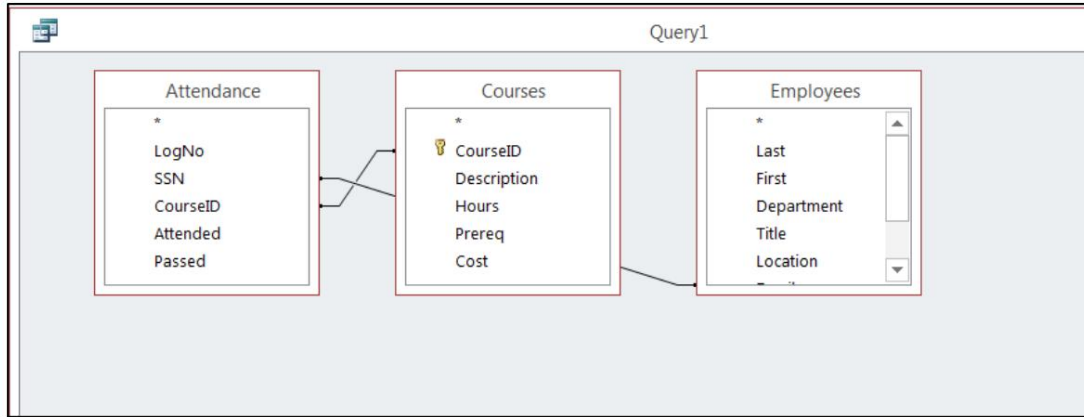 Query1
Attendance
*
LogNo
SSN
CourseID
Attended
Passed
Courses
*
CourseID
Description
Hours
Prereq
Cost
Employees
*
Last
First
Department
Title
Location